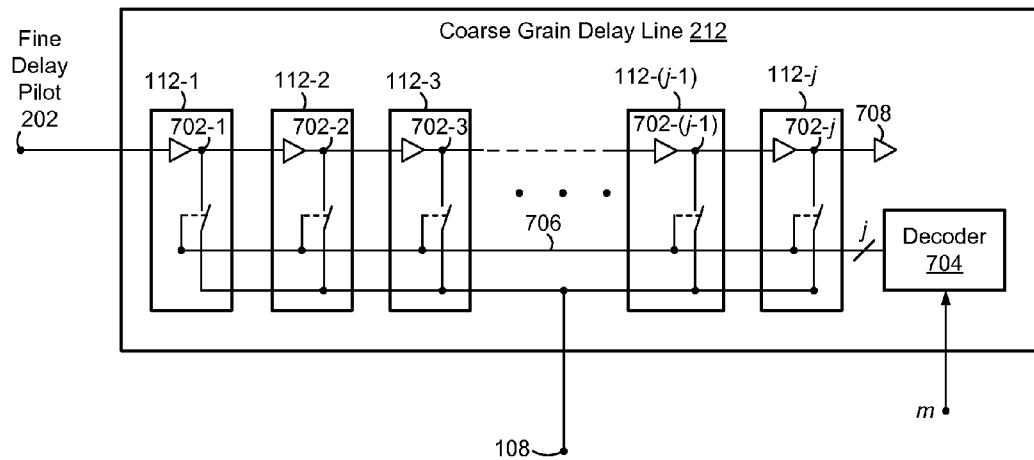 Coarse Grain Delay Line 212
Fine
Delay
Pilot
202
112-1
112-2
112-3
112-(j-1)
112-j
702-1
702-2
702-3
702-(j-1)
702-j
708
706
j
Decoder
704
m
108